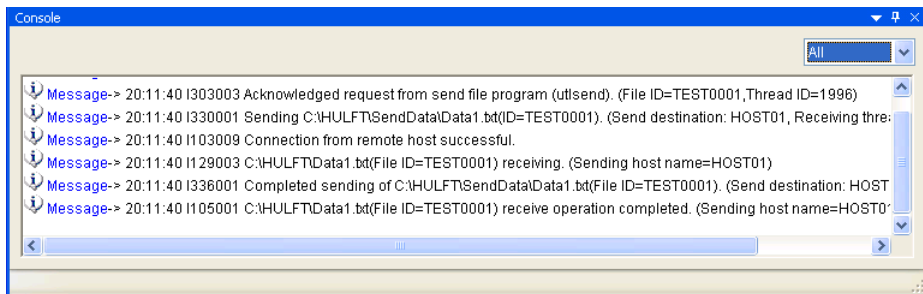 Console
All
Message-> 20:11:40 I303003 Acknowledged request from send file program (utlsend). (File ID=TEST0001,Thread ID=1996)
Message-> 20:11:40 I330001 Sending C:\HULFT\SendData\Data1.txt(ID=TEST0001). (Send destination: HOST01, Receiving
Message-> 20:11:40 I103009 Connection from remote host successful.
Message-> 20:11:40 I129003 C:\HULFT\Data1.txt(File ID=TEST0001) receiving. (Sending host name=HOST01)
Message-> 20:11:40 I336001 Completed sending of C:\HULFT\SendData\Data1.txt(File ID=TEST0001). (Send destination: HOST
Message-> 20:11:40 I105001 C:\HULFT\Data1.txt(File ID=TEST0001) receive operation completed. (Sending host name=HOST0